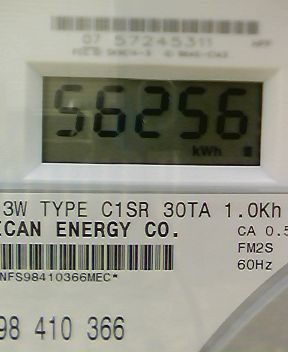 07 57245311
56256
kWh
3W TYPE C1SR 30TA 1.0Kh
ICAN ENERGY CO.
CA 0.5
FM2S
NFS98410366MEC*
60Hz
98 410 366